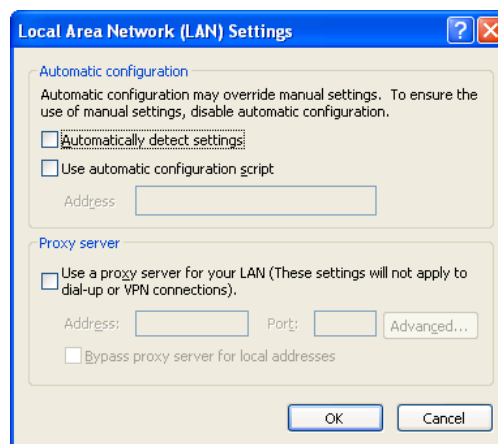 Local Area Network (LAN) Settings
Automatic configuration
Automatic configuration may override manual settings. To ensure the
use of manual settings, disable automatic configuration.
Automatically detect settings
Use automatic configuration script
Address
Proxy server
Use a proxy server for your LAN (These settings will not apply to
dial-up or VPN connections).
Address:
Port:
Advanced...
Bypass proxy server for local addresses
OK
Cancel